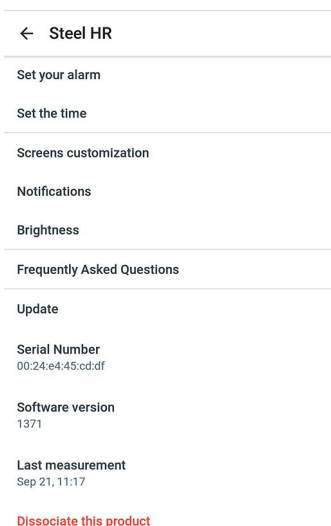 Steel HR
Set your alarm
Set the time
Screens customization
Notifications
Brightness
Frequently Asked Questions
Update
Serial Number
00:24:e4:45:cd:df
Software version
1371
Last measurement
Sep 21, 11:17
Dissociate this product